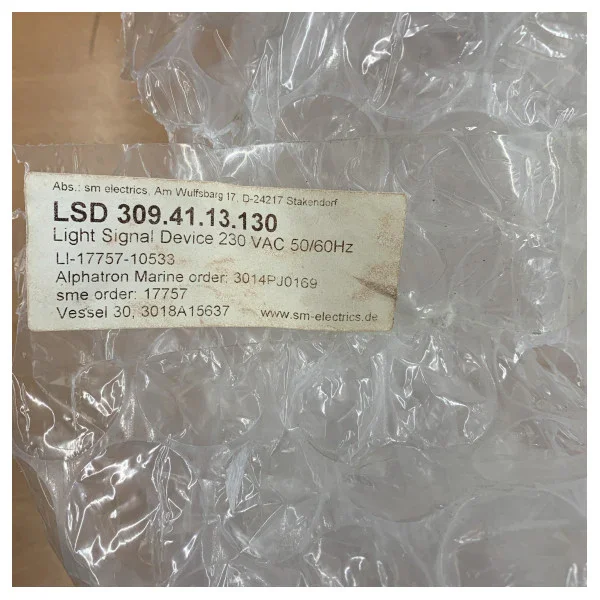 Abs.: sm electrics, Am Wulfsbarg 17, D-24217 Stakendorf
LSD 309.41.13.130
Light Signal Device 230 VAC 50/60Hz
LI-17757-10533
Alphatron Marine order: 3014PJ0169
sme order: 17757
Vessel 30, 3018A15637 www.sm-electrics.de